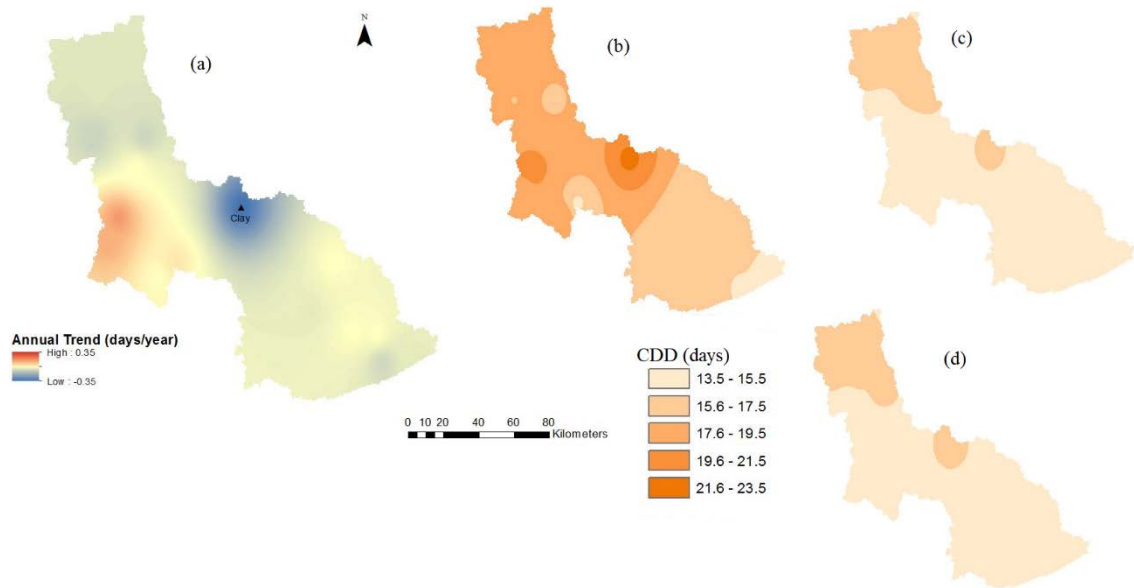 (a)
N
(b)
(c)
Clay
Annual Trend (days/year)
High : 0.35
Low : -0.35
0 10 20 40 60 80
Kilometers
CDD (days)
13.5 - 15.5
15.6 - 17.5
17.6 - 19.5
19.6 - 21.5
21.6 - 23.5
(d)